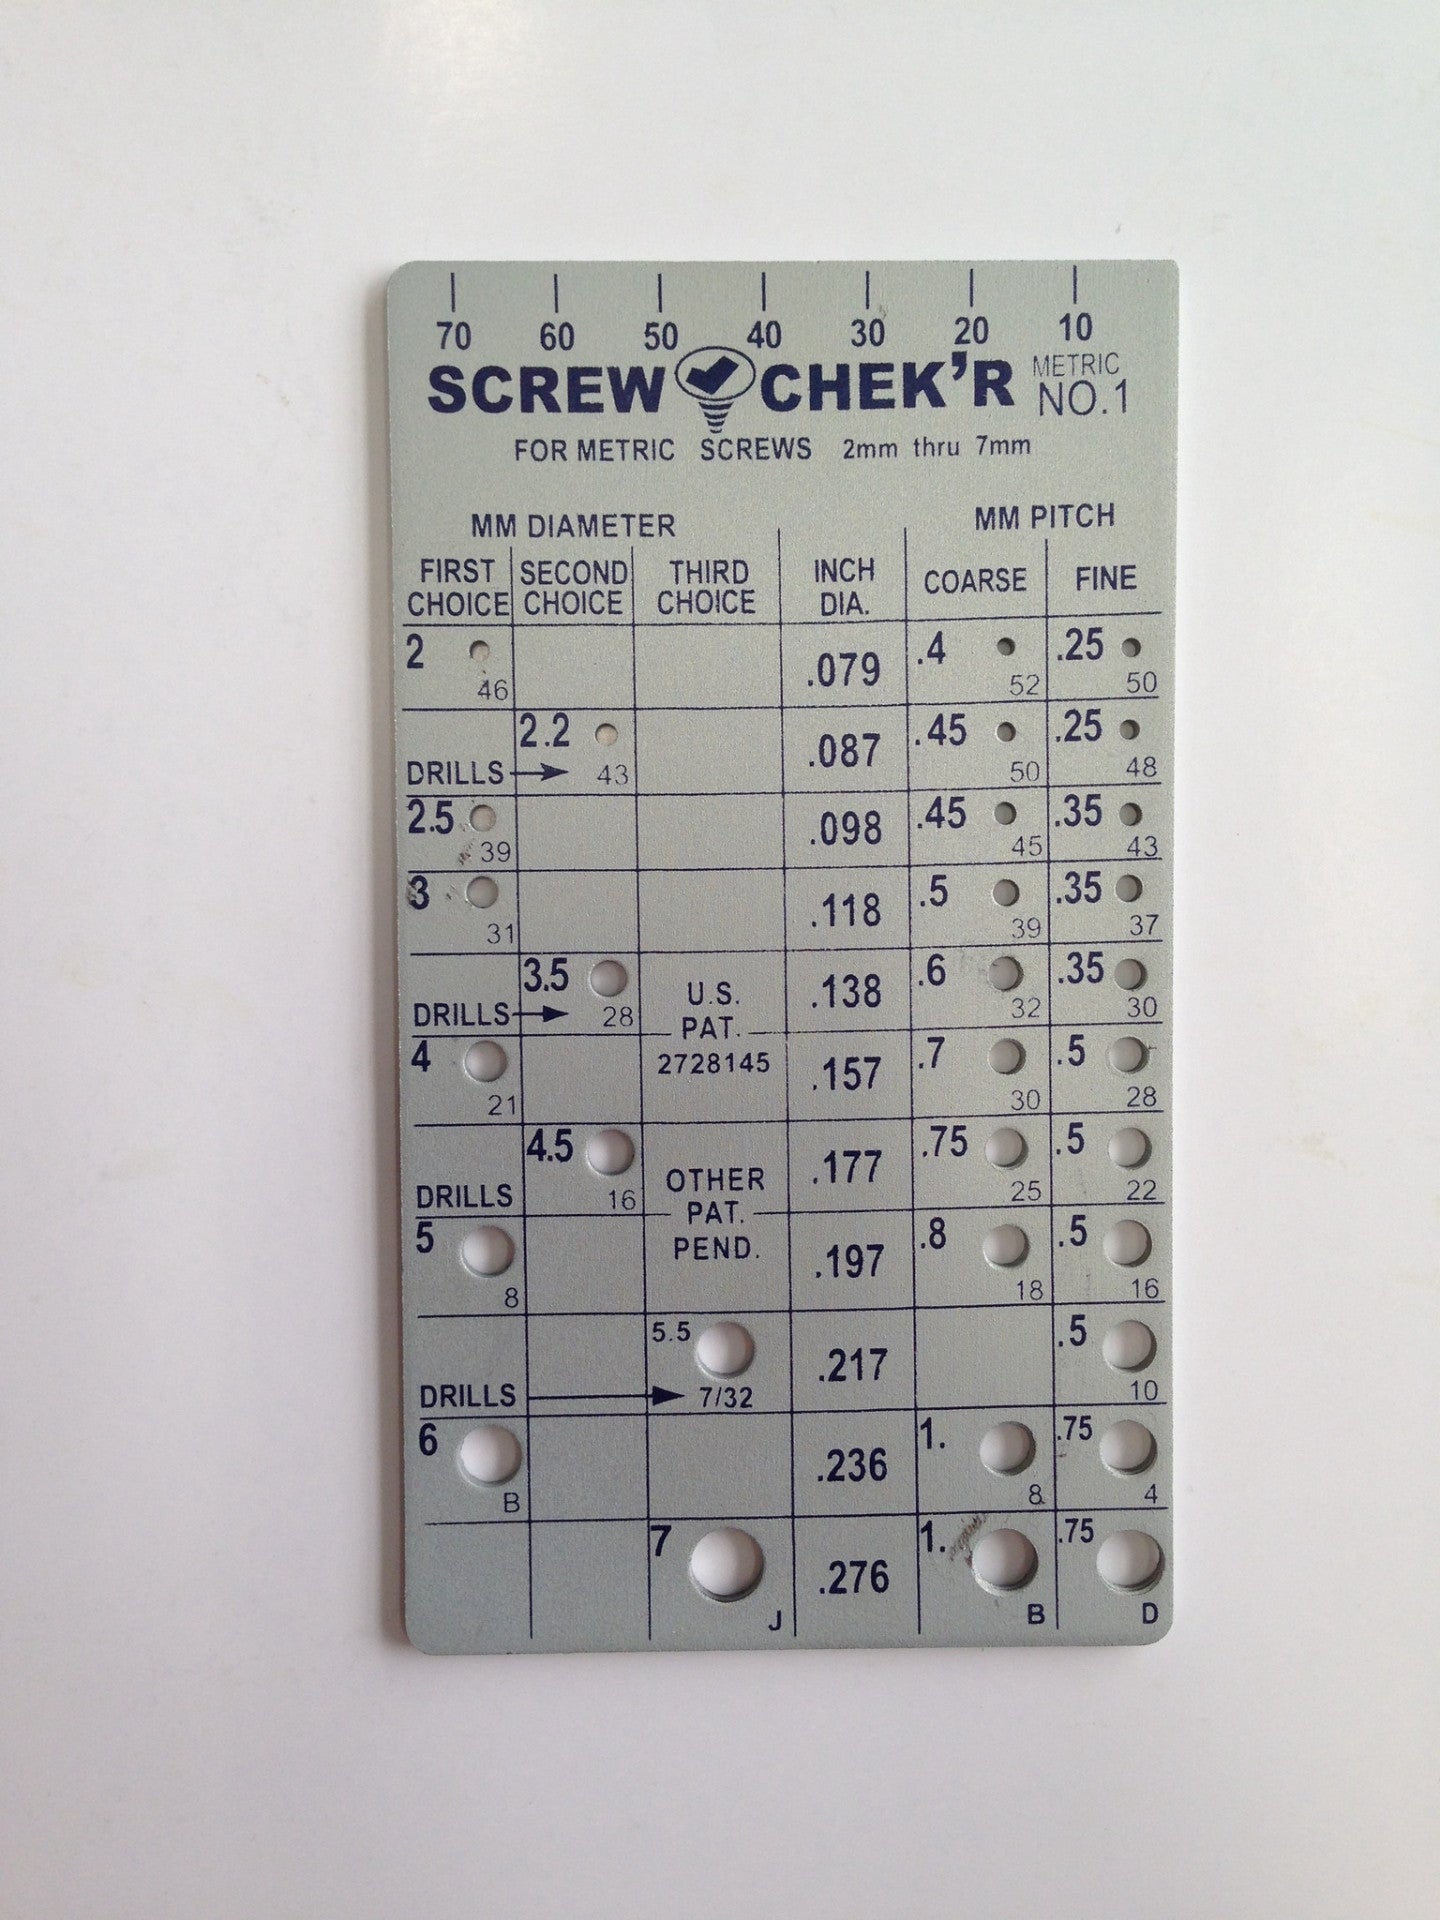 70 60 50 40 30 20 10
SCREW CHEK'R METRIC NO.1
FOR METRIC SCREWS 2mm thru 7mm
MM DIAMETER MM PITCH
FIRST CHOICE SECOND CHOICE THIRD CHOICE INCH DIA. COARSE FINE
2 46 .079 .4 52 .25 50
DRILLS 2.2 43 .087 .45 50 .25 48
2.5 39 .098 .45 45 .35 43
3 31 .118 .5 39 .35 37
DRILLS 3.5 28 U.S. PAT. 2728145 .138 .6 32 .35 30
4 21 .157 .7 30 .5 28
DRILLS 4.5 16 OTHER PAT. PEND. .177 .75 25 .5 22
5 8 .197 .8 18 .5 16
DRILLS 5.5 7/32 .217 .5 10
6 B .236 1. 8 .75 4
7 J .276 1. B .75 D